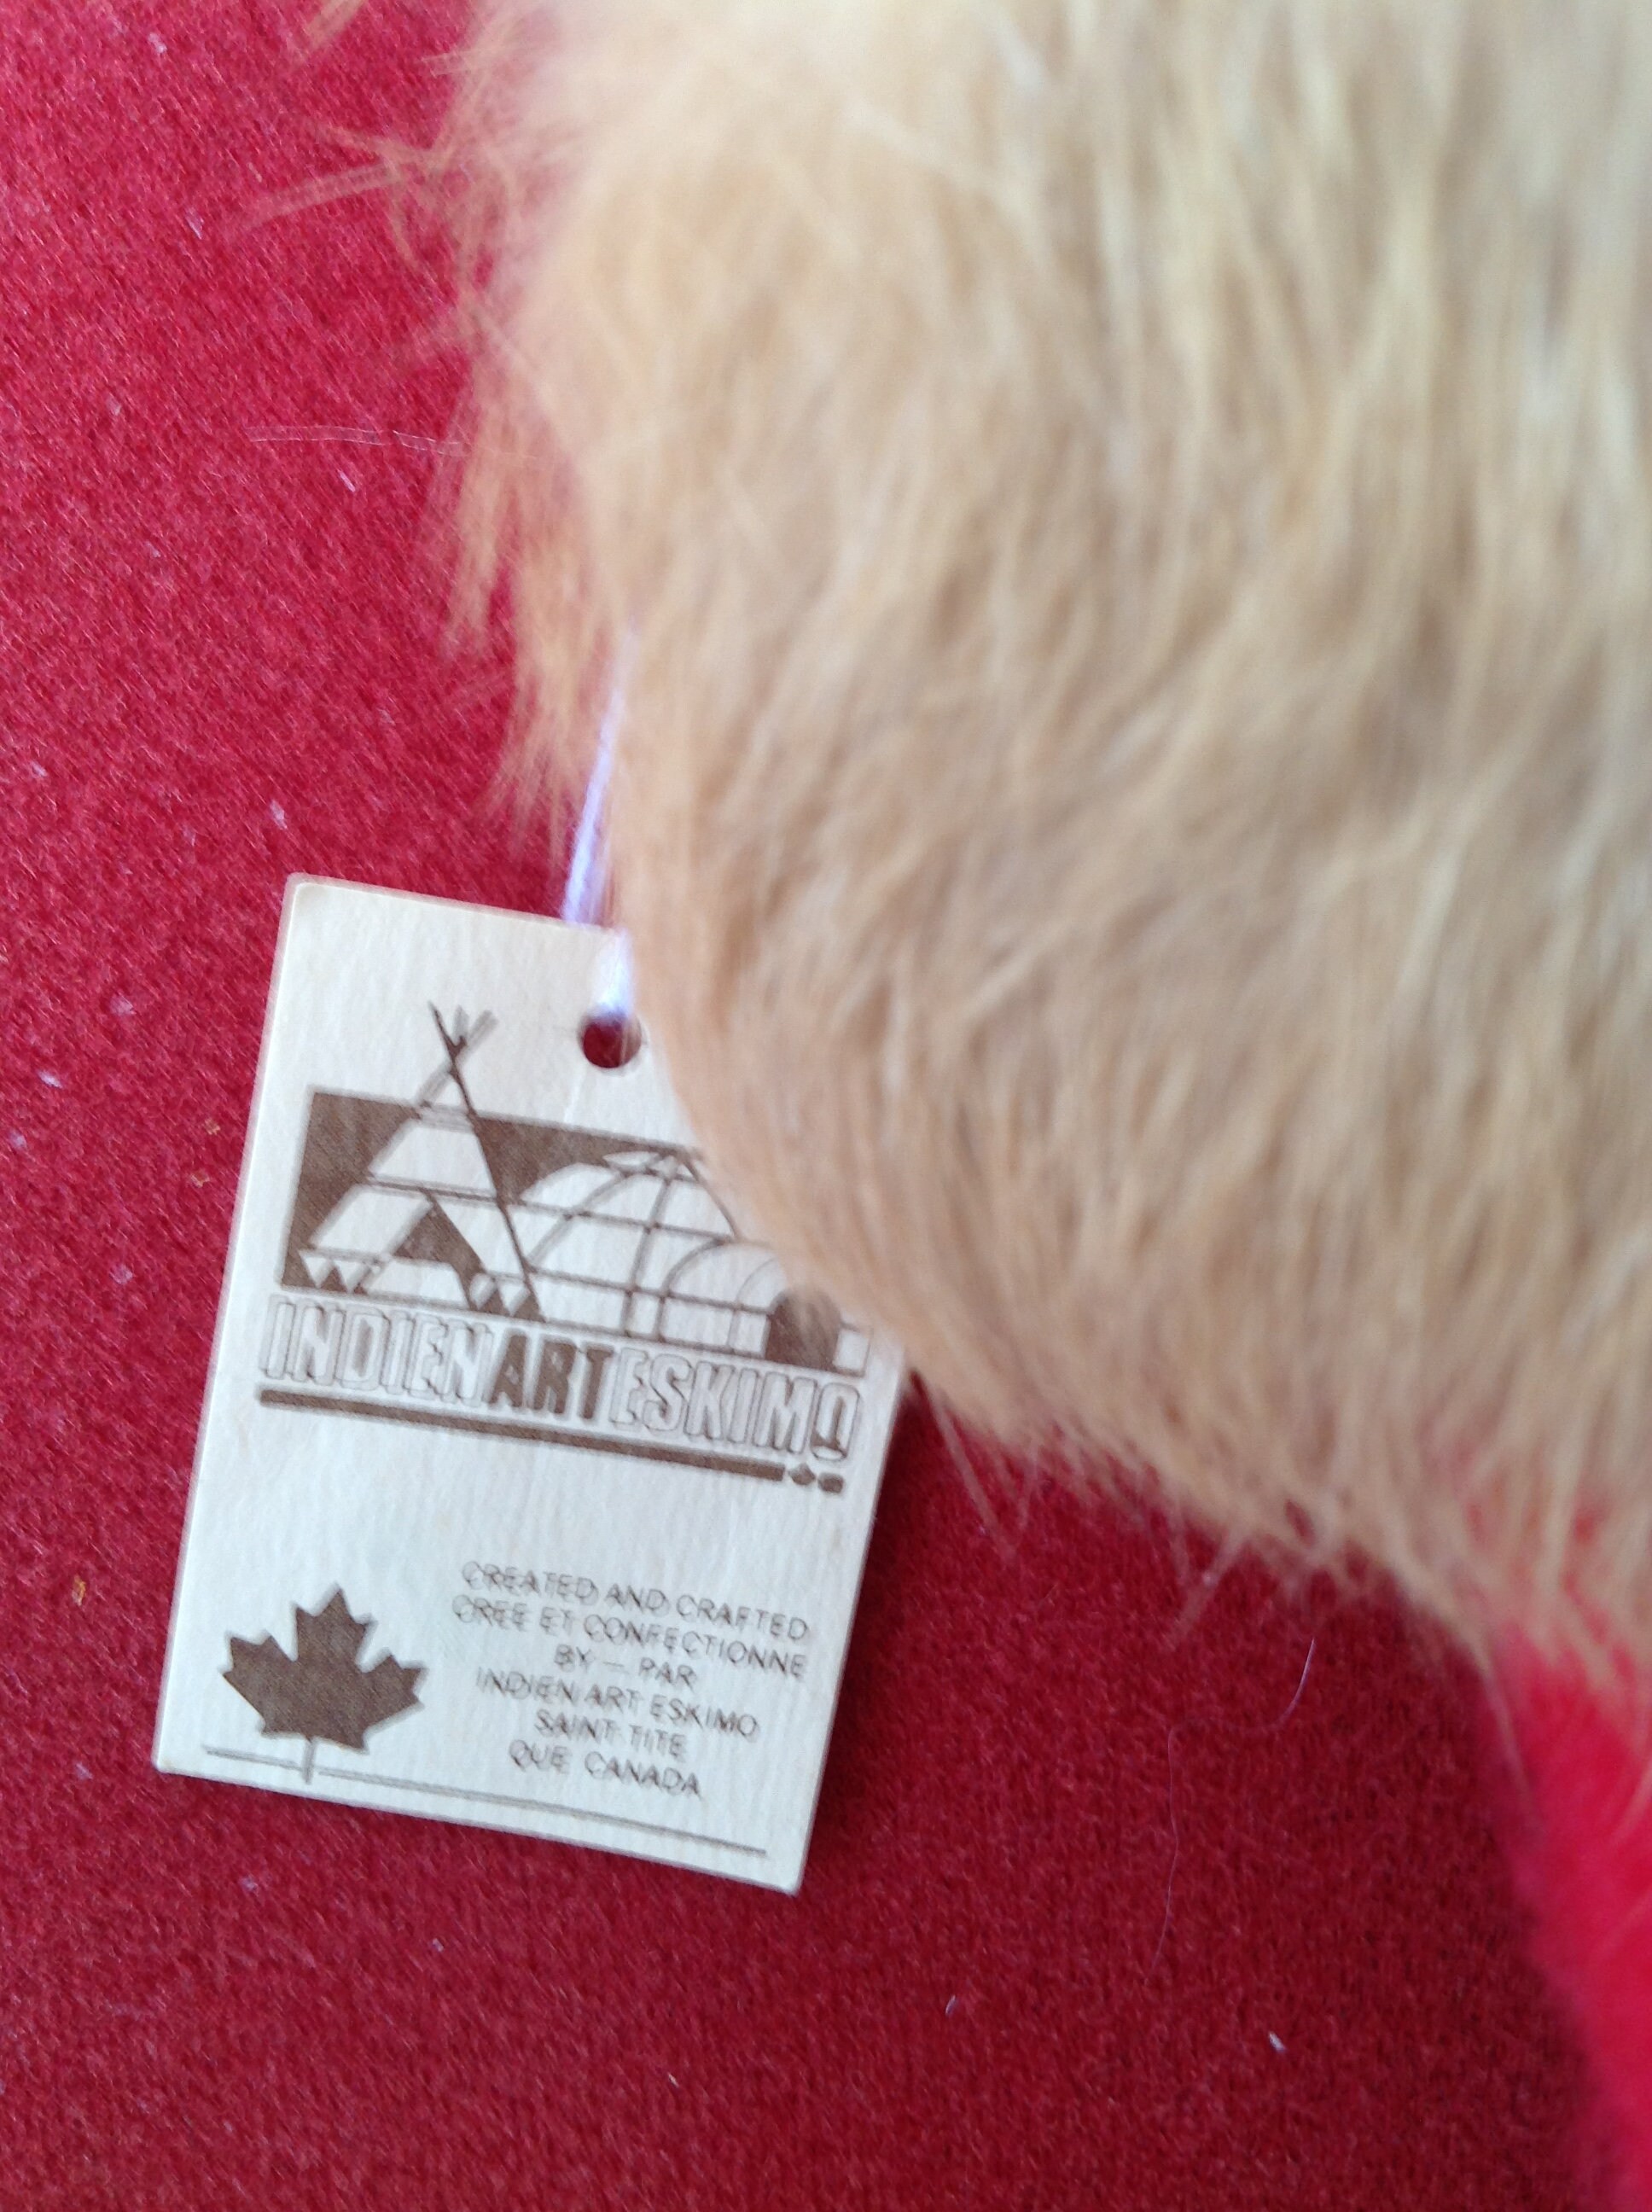 INDIEN ART ESKIMO
CREATED AND CRAFTED
CREE ET CONFECTIONNE
BY — PAR
INDIEN ART ESKIMO
SAINT TITE
QUE CANADA